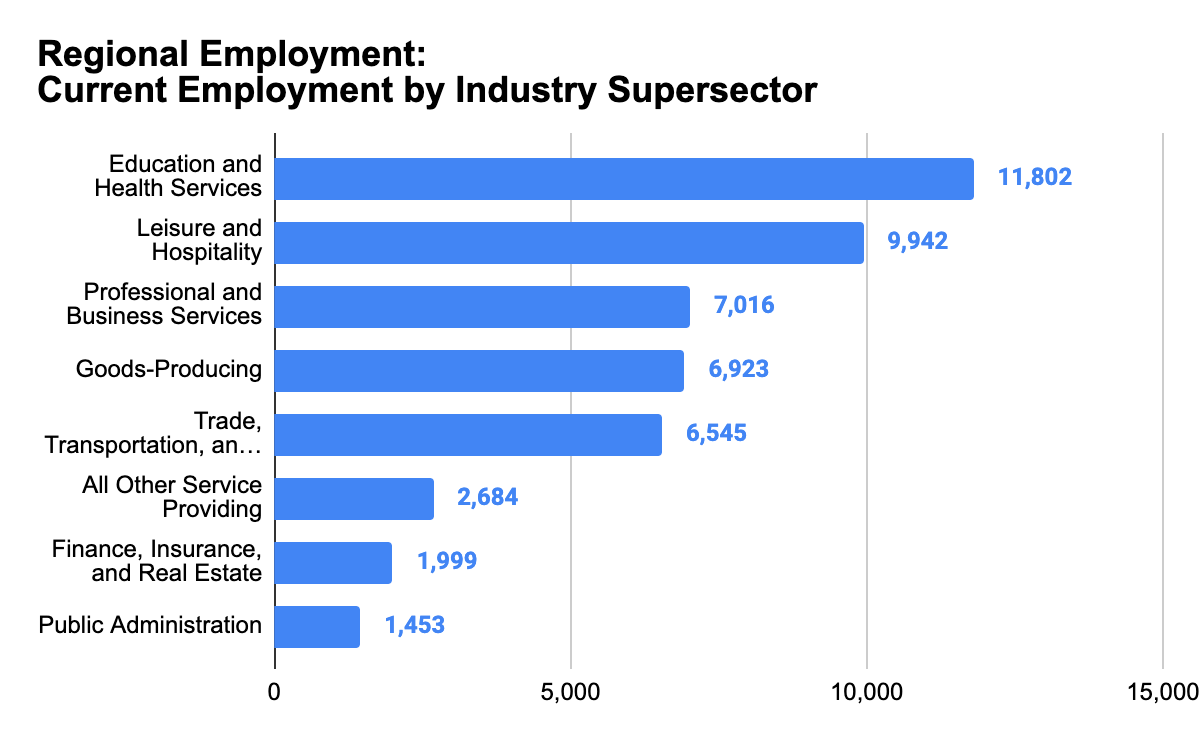 Regional Employment:
Current Employment by Industry Supersector
Education and
Health Services
11,802
Leisure and
Hospitality
9,942
Professional and
Business Services
7,016
Goods-Producing
6,923
Trade,
Transportation, an…
6,545
All Other Service
Providing
2,684
Finance, Insurance,
and Real Estate
1,999
Public Administration
1,453
0
5,000
10,000
15,000